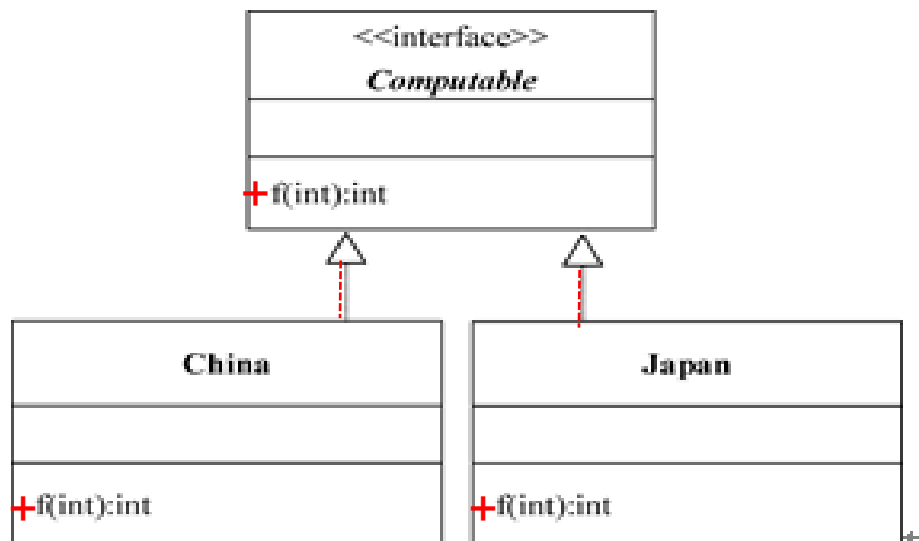 <<interface>>
Computable
+f(int):int
China
Japan
+f(int):int
+f(int):int